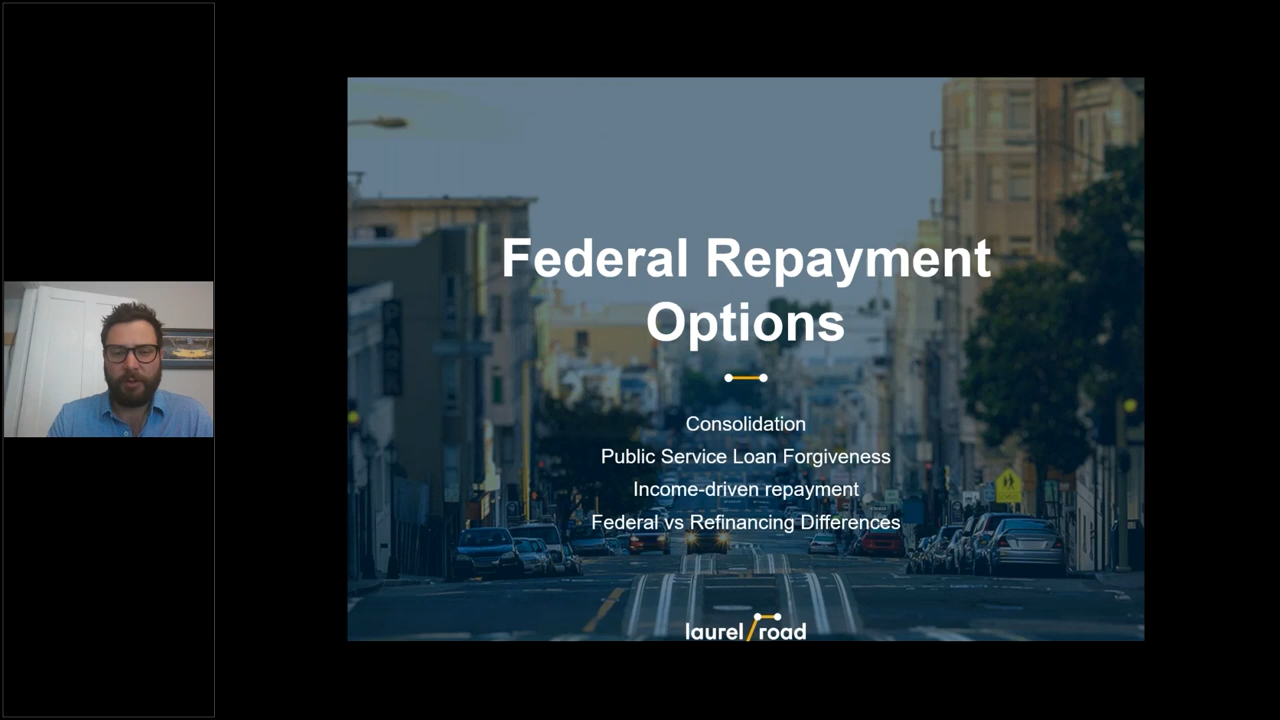 Federal Repayment
Options
Consolidation
Public Service Loan Forgiveness
Income-driven repayment
Federal vs Refinancing Differences
laurel road